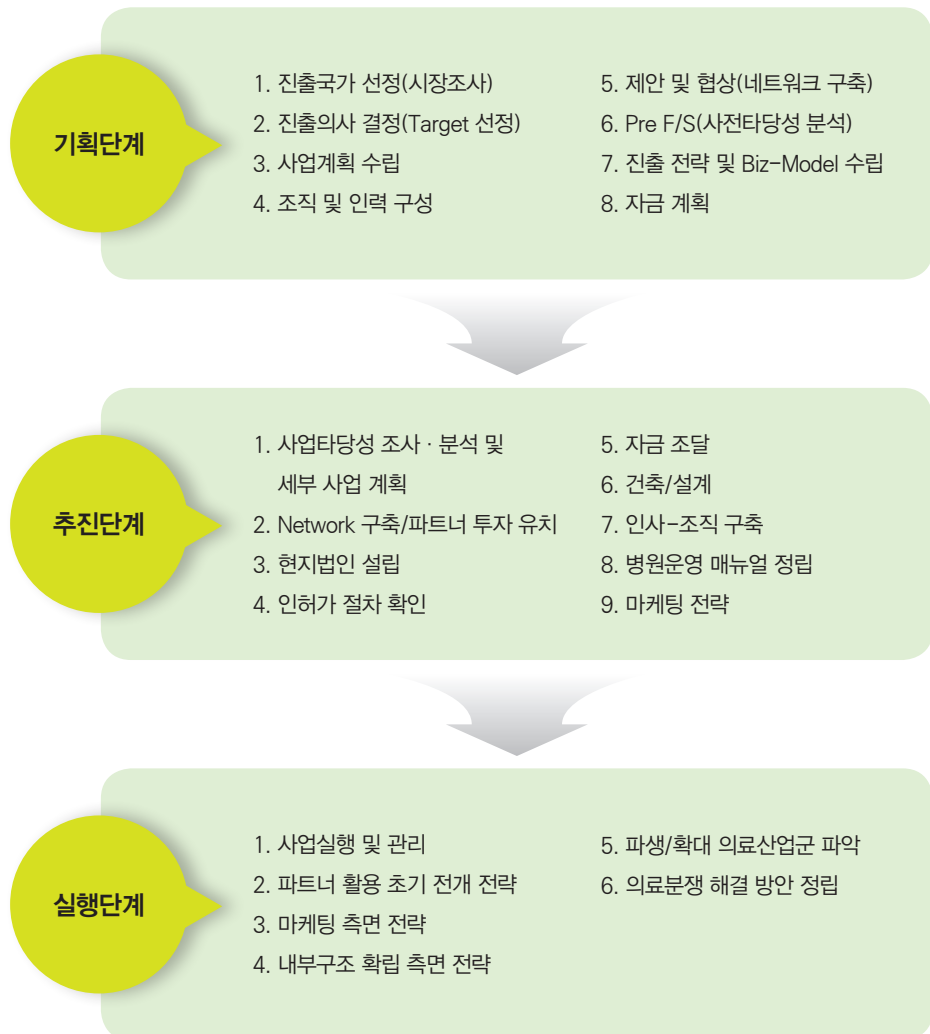 기획단계
1. 진출국가 선정(시장조사)
2. 진출의사 결정(Target 선정)
3. 사업계획 수립
4. 조직 및 인력 구성
5. 제안 및 협상(네트워크 구축)
6. Pre F/S(사전타당성 분석)
7. 진출 전략 및 Biz-Model 수립
8. 자금 계획
추진단계
1. 사업타당성 조사 · 분석 및
세부 사업 계획
2. Network 구축/파트너 투자 유치
3. 현지법인 설립
4. 인허가 절차 확인
5. 자금 조달
6. 건축/설계
7. 인사-조직 구축
8. 병원운영 매뉴얼 정립
9. 마케팅 전략
실행단계
1. 사업실행 및 관리
2. 파트너 활용 초기 전개 전략
3. 마케팅 측면 전략
4. 내부구조 확립 측면 전략
5. 파생/확대 의료산업군 파악
6. 의료분쟁 해결 방안 정립